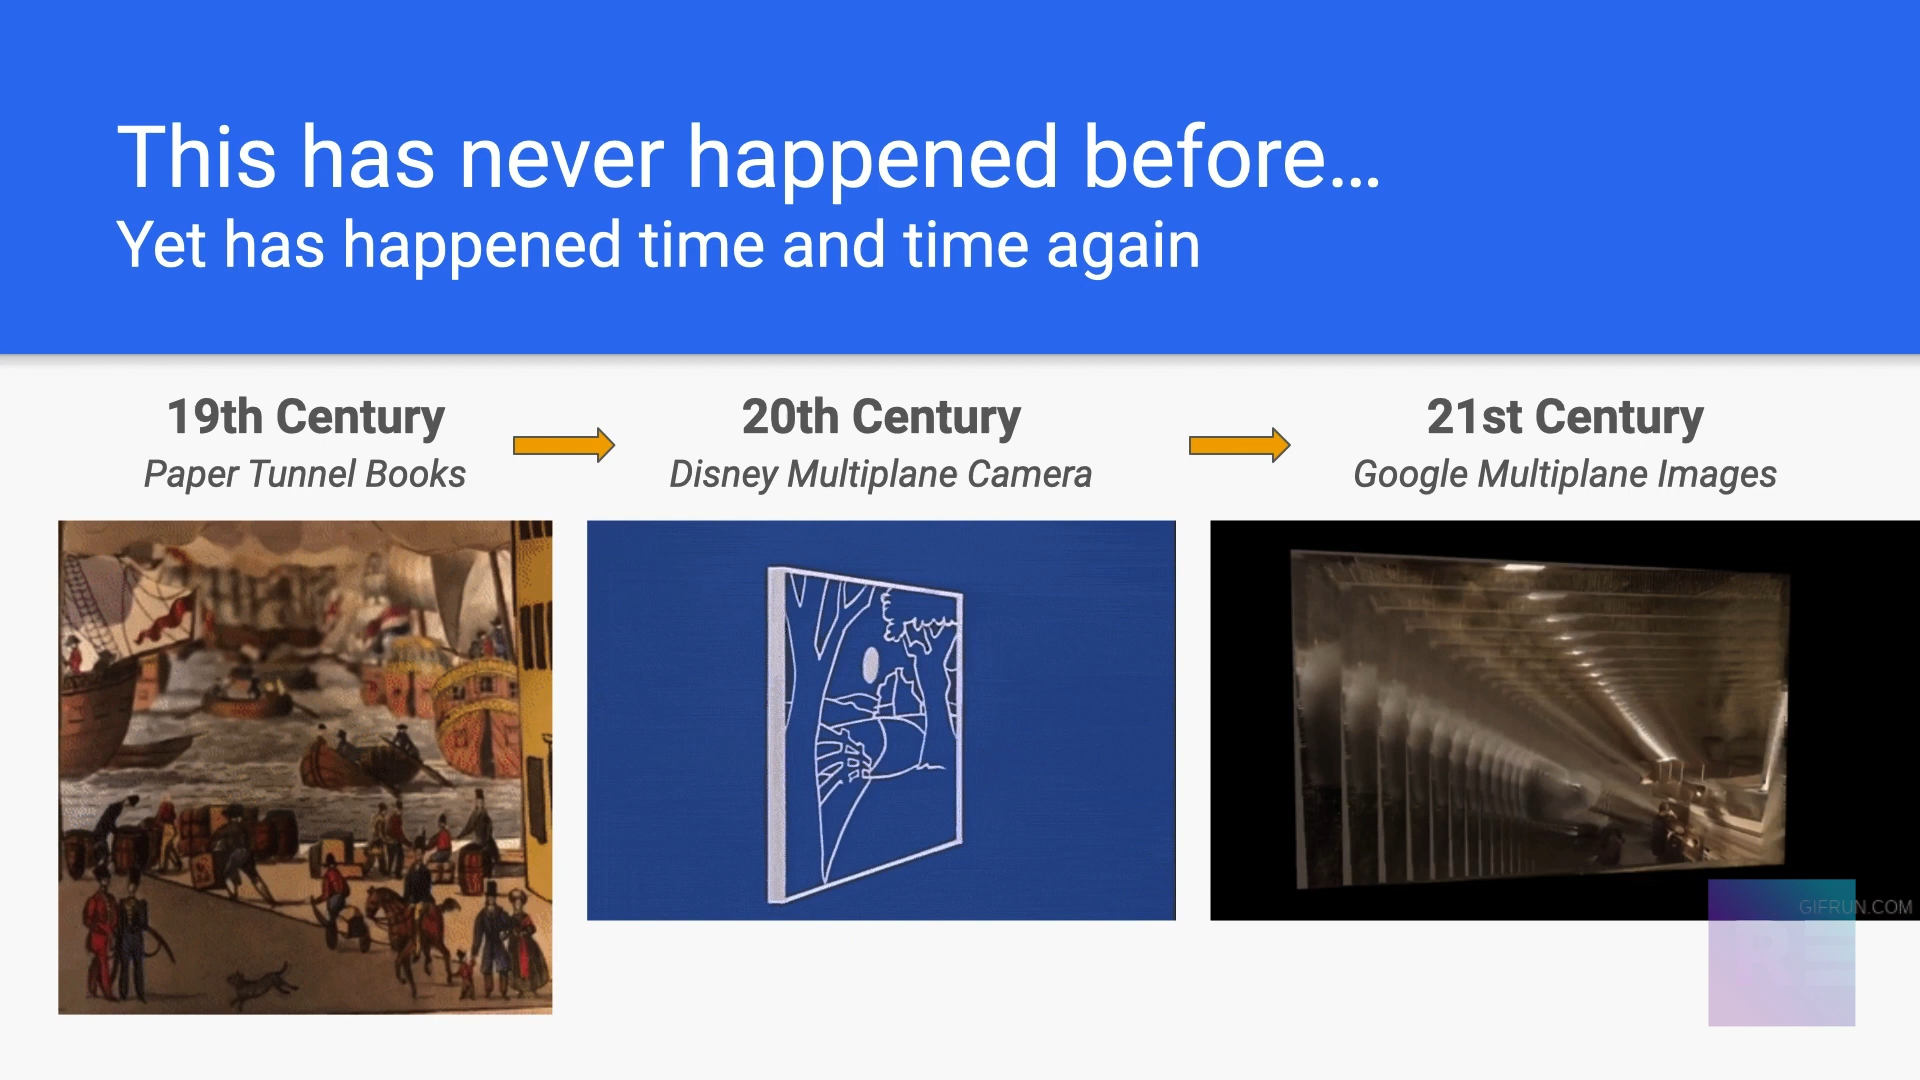 This has never happened before…
Yet has happened time and time again
19th Century
Paper Tunnel Books
20th Century
Disney Multiplane Camera
21st Century
Google Multiplane Images
GIFRUN.COM
RE